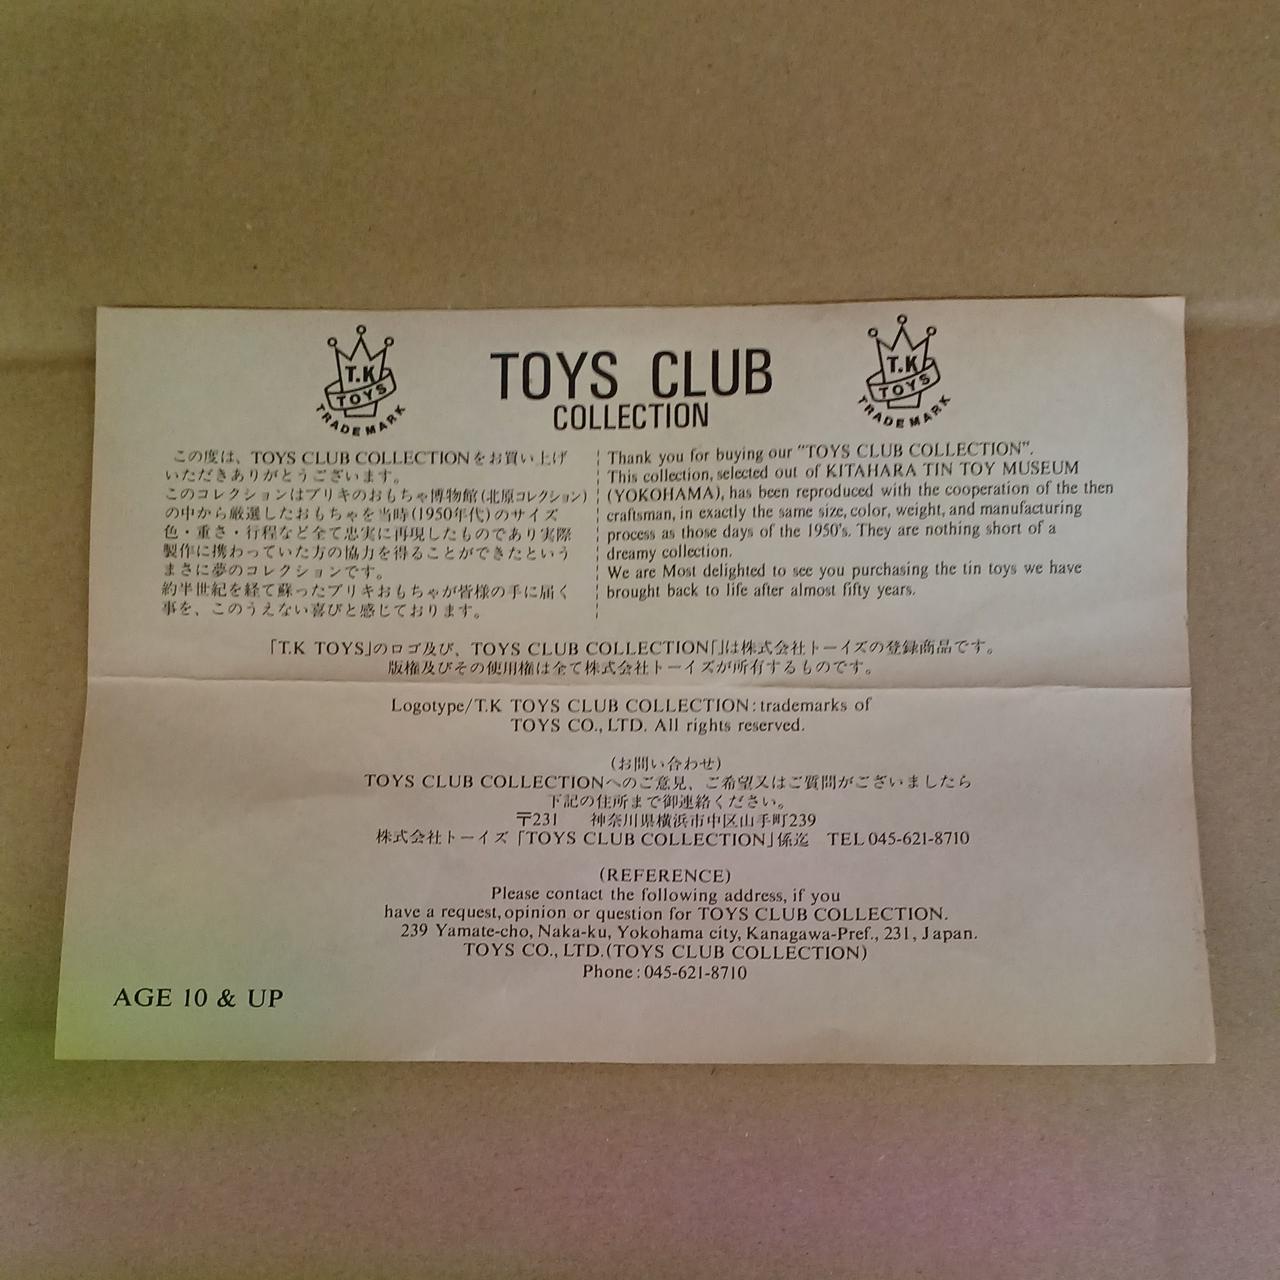 T.K
TOYS
TRADE MARK
TOYS CLUB
COLLECTION
T.K
TOYS
TRADE MARK
この度は、TOYS CLUB COLLECTIONをお買い上げ
いただきありがとうございます。
このコレクションはブリキのおもちゃ博物館(北原コレクション)
の中から厳選したおもちゃを当時(1950年代)のサイズ
色・重さ・行程など全て忠実に再現したものであり実際
製作に携わっていた方の協力を得ることができたという
まさに夢のコレクションです。
約半世紀を経て蘇ったブリキおもちゃが皆様の手に届く
事を、このうえない喜びと感じております。
Thank you for buying our "TOYS CLUB COLLECTION".
This collection, selected out of KITAHARA TIN TOY MUSEUM
(YOKOHAMA), has been reproduced with the cooperation of the then
craftsman, in exactly the same size, color, weight, and manufacturing
process as those days of the 1950's. They are nothing short of a
dreamy collection.
We are Most delighted to see you purchasing the tin toys we have
brought back to life after almost fifty years.
「T.K TOYS」のロゴ及び、TOYS CLUB COLLECTION「」は株式会社トーイズの登録商品です。
版権及びその使用権は全て株式会社トーイズが所有するものです。
Logotype/T.K TOYS CLUB COLLECTION: trademarks of
TOYS CO., LTD. All rights reserved.
(お問い合わせ)
TOYS CLUB COLLECTIONへのご意見、ご希望又はご質問がございましたら
下記の住所まで御連絡ください。
〒231 神奈川県横浜市中区山手町239
株式会社トーイズ「TOYS CLUB COLLECTION」係迄 TEL 045-621-8710
(REFERENCE)
Please contact the following address, if you
have a request, opinion or question for TOYS CLUB COLLECTION.
239 Yamate-cho, Naka-ku, Yokohama city, Kanagawa-Pref., 231, Japan.
TOYS CO., LTD. (TOYS CLUB COLLECTION)
Phone: 045-621-8710
AGE 10 & UP